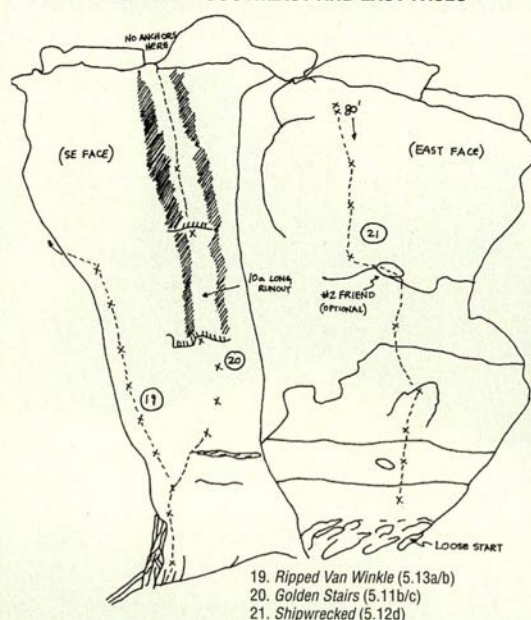 SOUTHEAST AND EAST FACES
NO ANCHORS
HERE
80'
(SE FACE)
(EAST FACE)
21
10a LONG
RUNOUT
#2 FRIEND
(OPTIONAL)
20
19
LOOSE START
19. Ripped Van Winkle (5.13a/b)
20. Golden Stairs (5.11b/c)
21. Shipwrecked (5.12d)